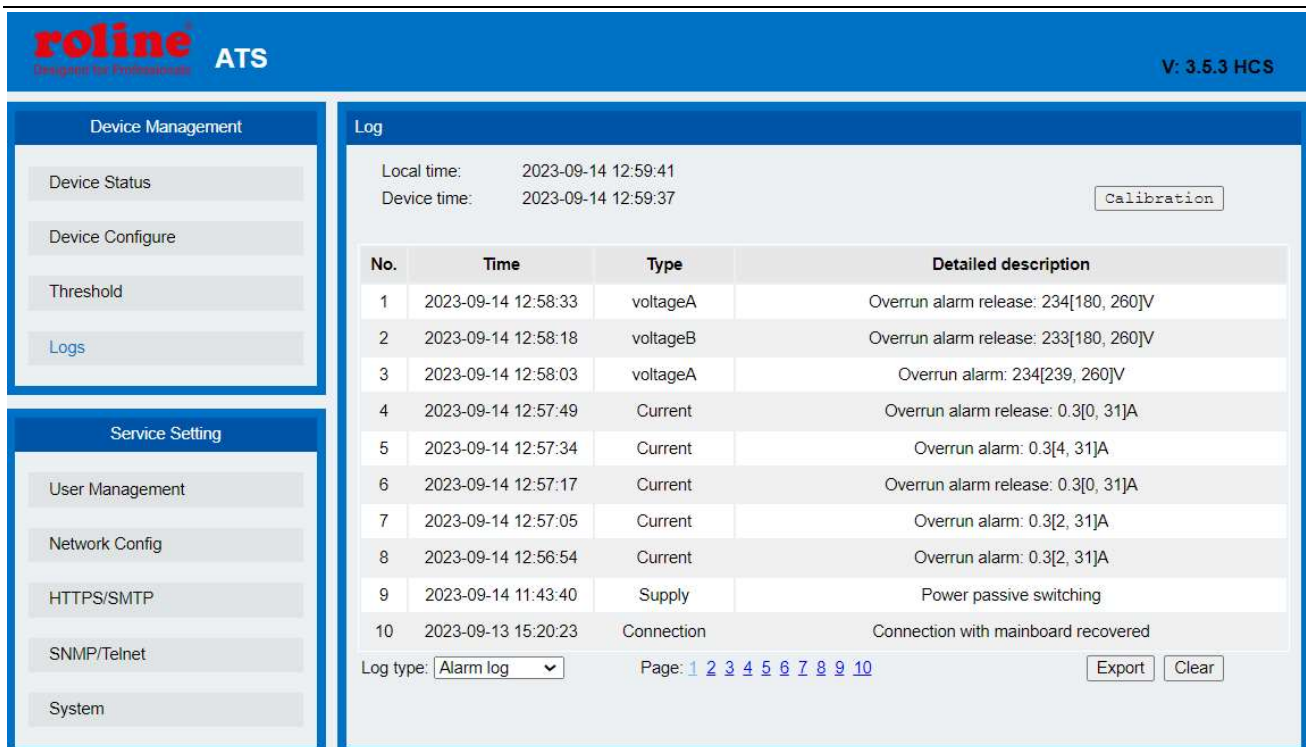 roline®
Designed for Professionals
ATS
V: 3.5.3 HCS
Device Management
Device Status
Device Configure
Threshold
Logs
Service Setting
User Management
Network Config
HTTPS/SMTP
SNMP/Telnet
System
Log
Local time: 2023-09-14 12:59:41
Device time: 2023-09-14 12:59:37
Calibration
No. Time Type Detailed description
1 2023-09-14 12:58:33 voltageA Overrun alarm release: 234[180, 260]V
2 2023-09-14 12:58:18 voltageB Overrun alarm release: 233[180, 260]V
3 2023-09-14 12:58:03 voltageA Overrun alarm: 234[239, 260]V
4 2023-09-14 12:57:49 Current Overrun alarm release: 0.3[0, 31]A
5 2023-09-14 12:57:34 Current Overrun alarm: 0.3[4, 31]A
6 2023-09-14 12:57:17 Current Overrun alarm release: 0.3[0, 31]A
7 2023-09-14 12:57:05 Current Overrun alarm: 0.3[2, 31]A
8 2023-09-14 12:56:54 Current Overrun alarm: 0.3[2, 31]A
9 2023-09-14 11:43:40 Supply Power passive switching
10 2023-09-13 15:20:23 Connection Connection with mainboard recovered
Log type: Alarm log Page: 1 2 3 4 5 6 7 8 9 10 Export Clear